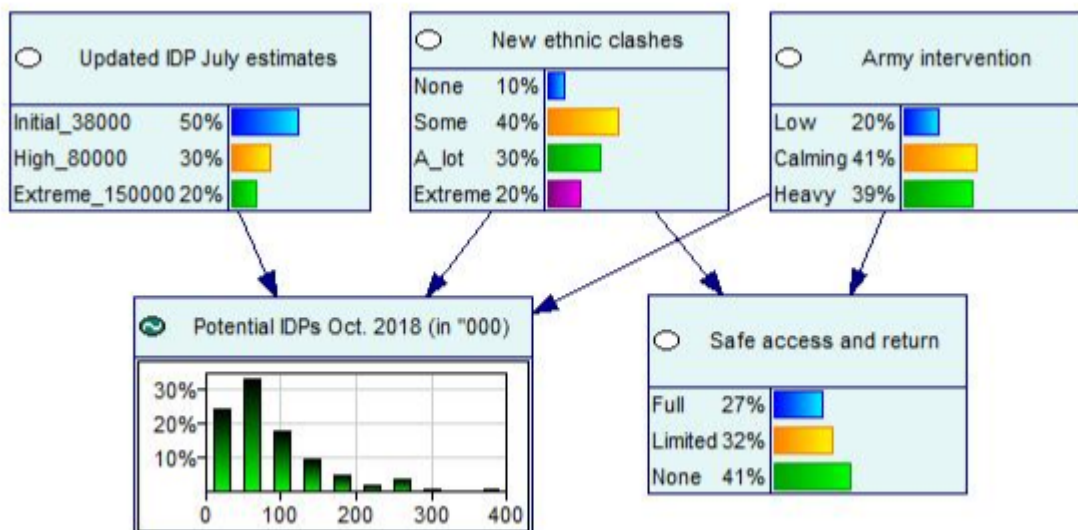 Updated IDP July estimates
Initial_38000 50%
High_80000 30%
Extreme_150000 20%
New ethnic clashes
None 10%
Some 40%
A_lot 30%
Extreme 20%
Army intervention
Low 20%
Calming 41%
Heavy 39%
Potential IDPs Oct. 2018 (in "000)
30%
20%
10%
0 100 200 300 400
Safe access and return
Full 27%
Limited 32%
None 41%